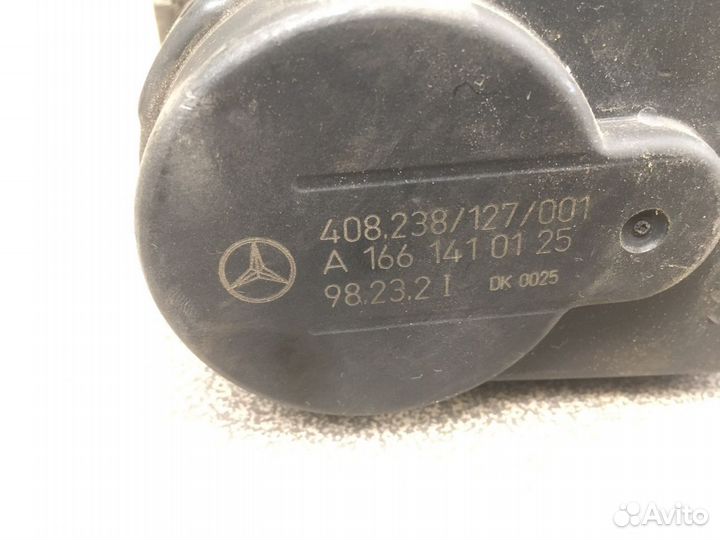 408.238/127/001
A 166 141 01 25
98.23.2 I DK 0025
Avito